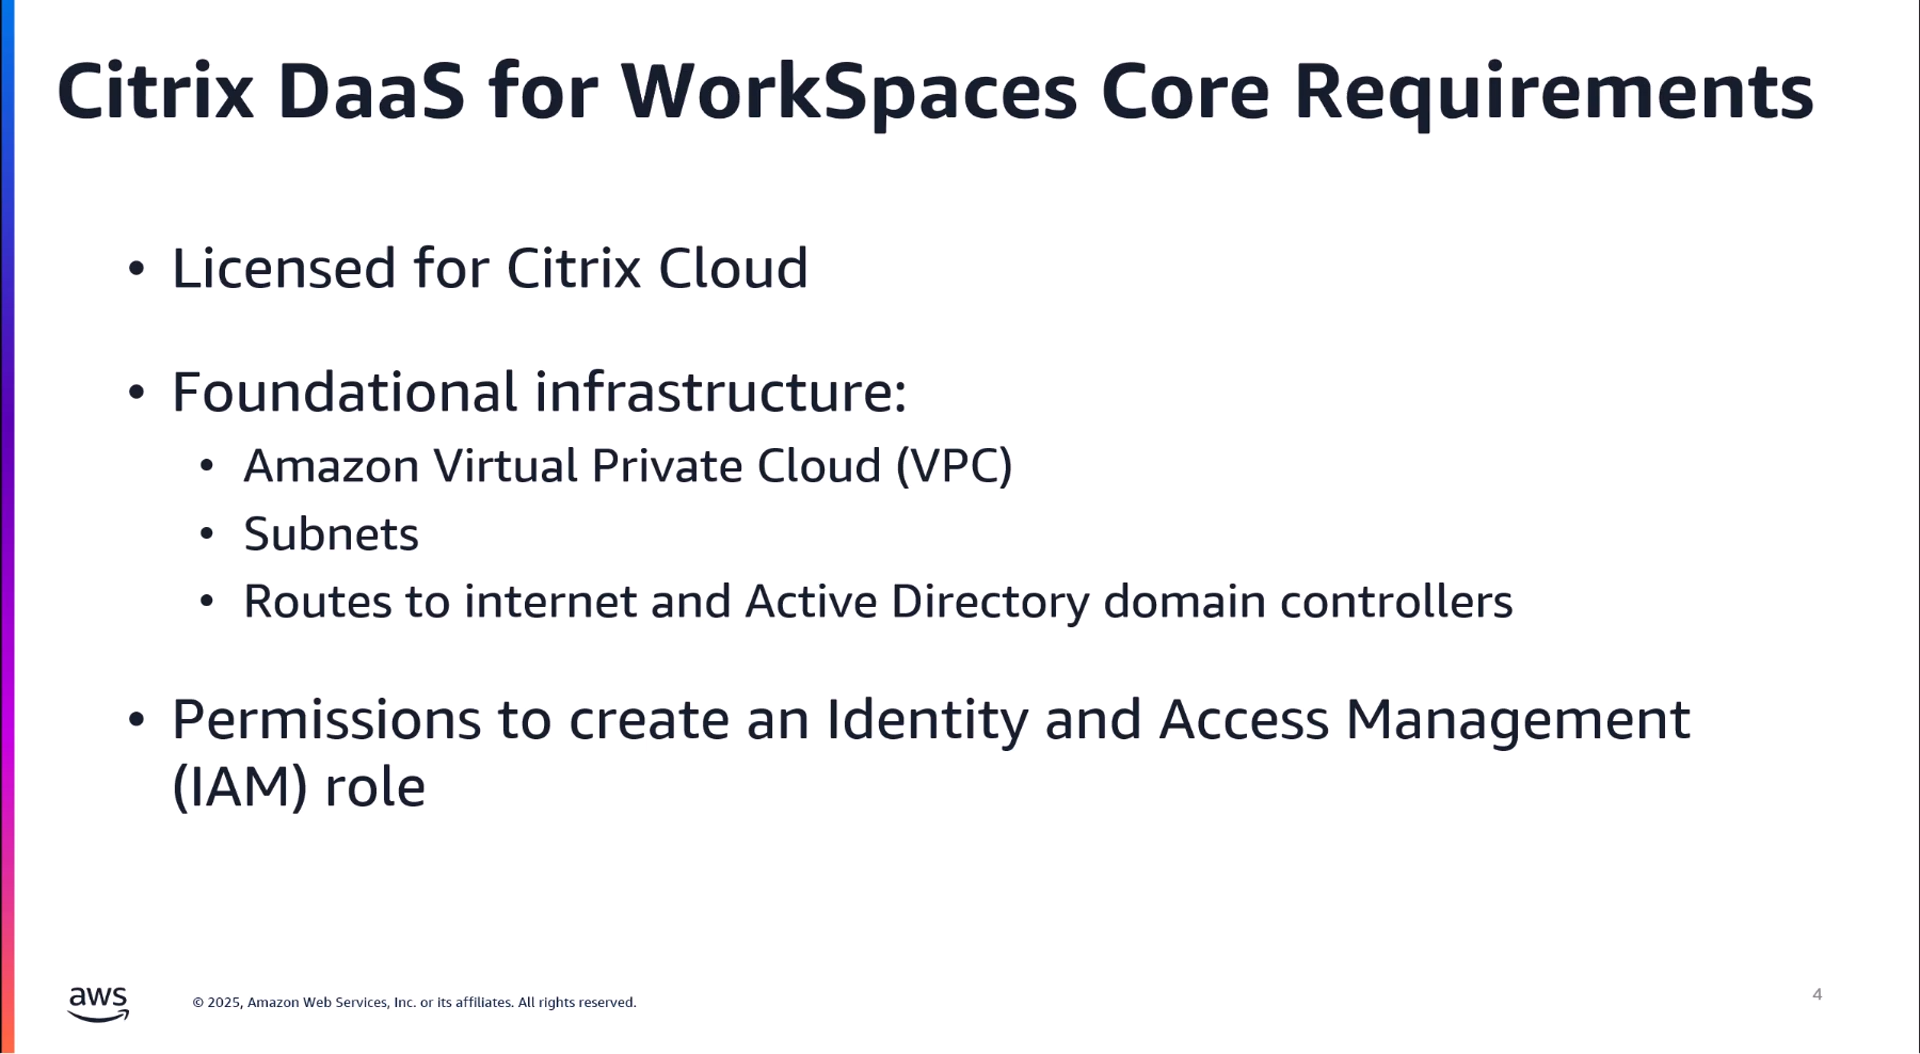 Citrix DaaS for WorkSpaces Core Requirements
• Licensed for Citrix Cloud
• Foundational infrastructure:
• Amazon Virtual Private Cloud (VPC)
• Subnets
• Routes to internet and Active Directory domain controllers
• Permissions to create an Identity and Access Management
(IAM) role
aws
© 2025, Amazon Web Services, Inc. or its affiliates. All rights reserved.
4